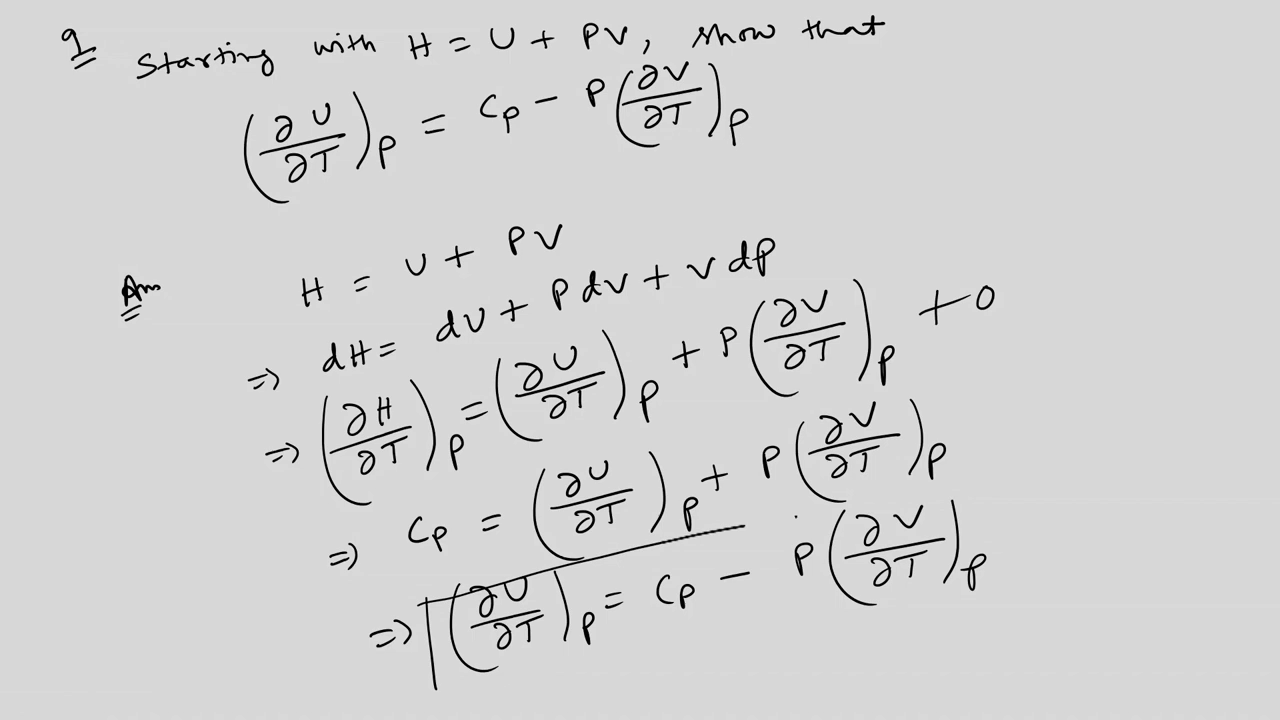 Q Starting with H = U + PV, show that
(∂U/∂T)_P = C_P - P(∂V/∂T)_P
Ans H = U + PV
=> dH = dU + PdV + VdP
=> (∂H/∂T)_P = (∂U/∂T)_P + P(∂V/∂T)_P + 0
=> C_P = (∂U/∂T)_P + P(∂V/∂T)_P
=> (∂U/∂T)_P = C_P - P(∂V/∂T)_P